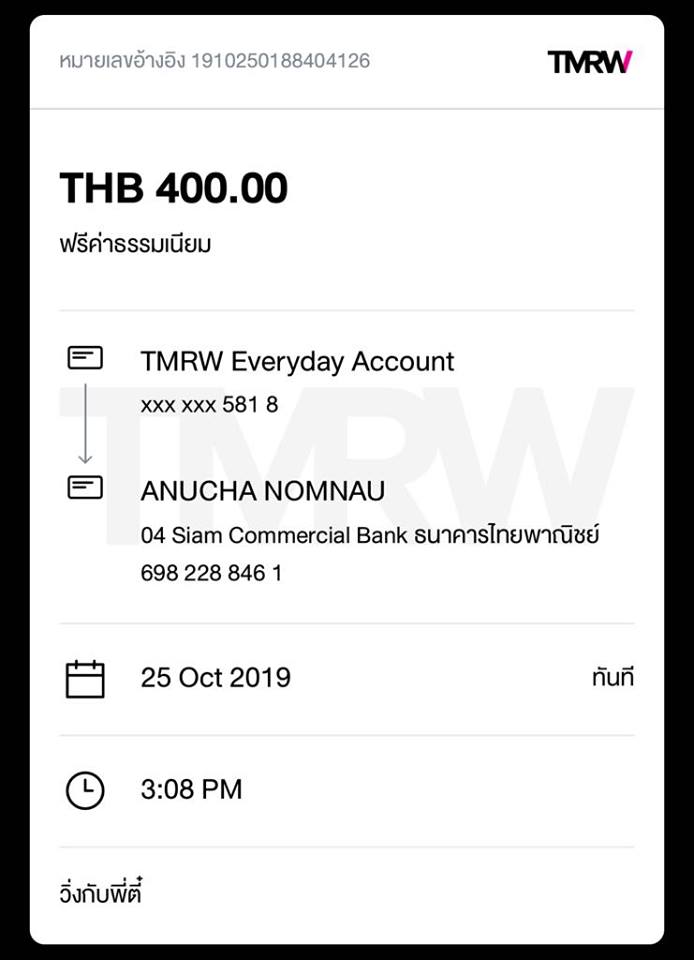 หมายเลขอ้างอิง 1910250188404126
TMRW
THB 400.00
ฟรีค่าธรรมเนียม
TMRW Everyday Account
xxx xxx 581 8
TMRW
ANUCHA NOMNAU
04 Siam Commercial Bank ธนาคารไทยพาณิชย์
698 228 846 1
25 Oct 2019 ทันที
3:08 PM
วิ่งกับพี่ตี๋